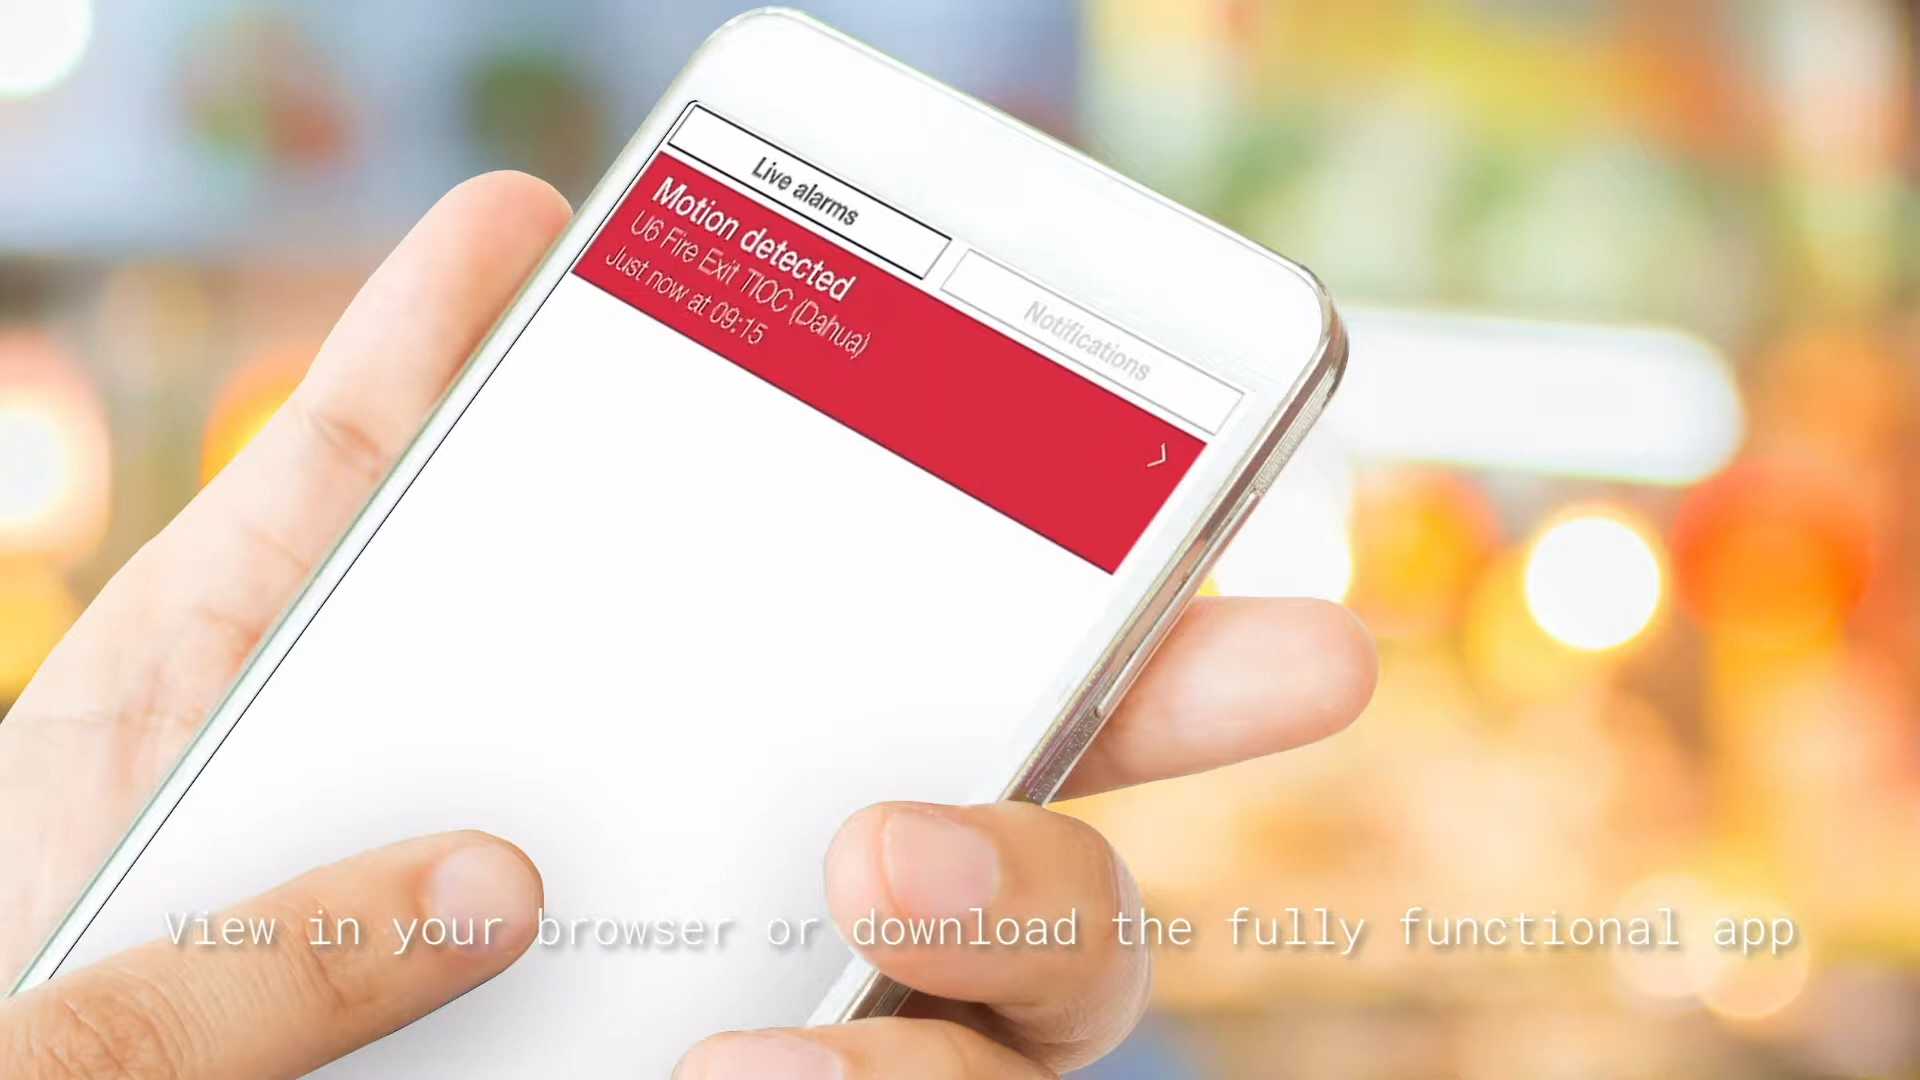 Live alarms
Notifications
Motion detected
U6 Fire Exit TIOC (Dahua)
Just now at 09:15
View in your browser or download the fully functional app